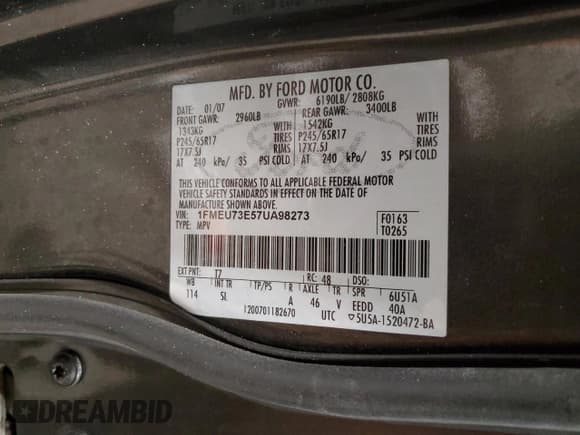 MFD. BY FORD MOTOR CO.
DATE: 01/07 GVWR: 6190LB/ 2808KG
FRONT GAWR: 2960LB REAR GAWR: 3400LB
1343KG WITH 1542KG WITH
P245/65R17 TIRES P245/65R17 TIRES
17X7.5J RIMS 17X7.5J RIMS
AT 240 kPa/ 35 PSI COLD AT 240 kPa/ 35 PSI COLD
THIS VEHICLE CONFORMS TO ALL APPLICABLE FEDERAL MOTOR
VEHICLE SAFETY STANDARDS IN EFFECT ON THE DATE OF
MANUFACTURE SHOWN ABOVE.
VIN: 1FMEU73E57UA98273 F0163
TYPE: MPV T0265
EXT PNT: T7 RC: 48 DSO:
WB INT TR TP/PS R AXLE TR SPR 6U51A
114 SL A 46 V EEDD 40A
1200701182670 UTC ▽5U5A-1520472-BA
DREAMBID